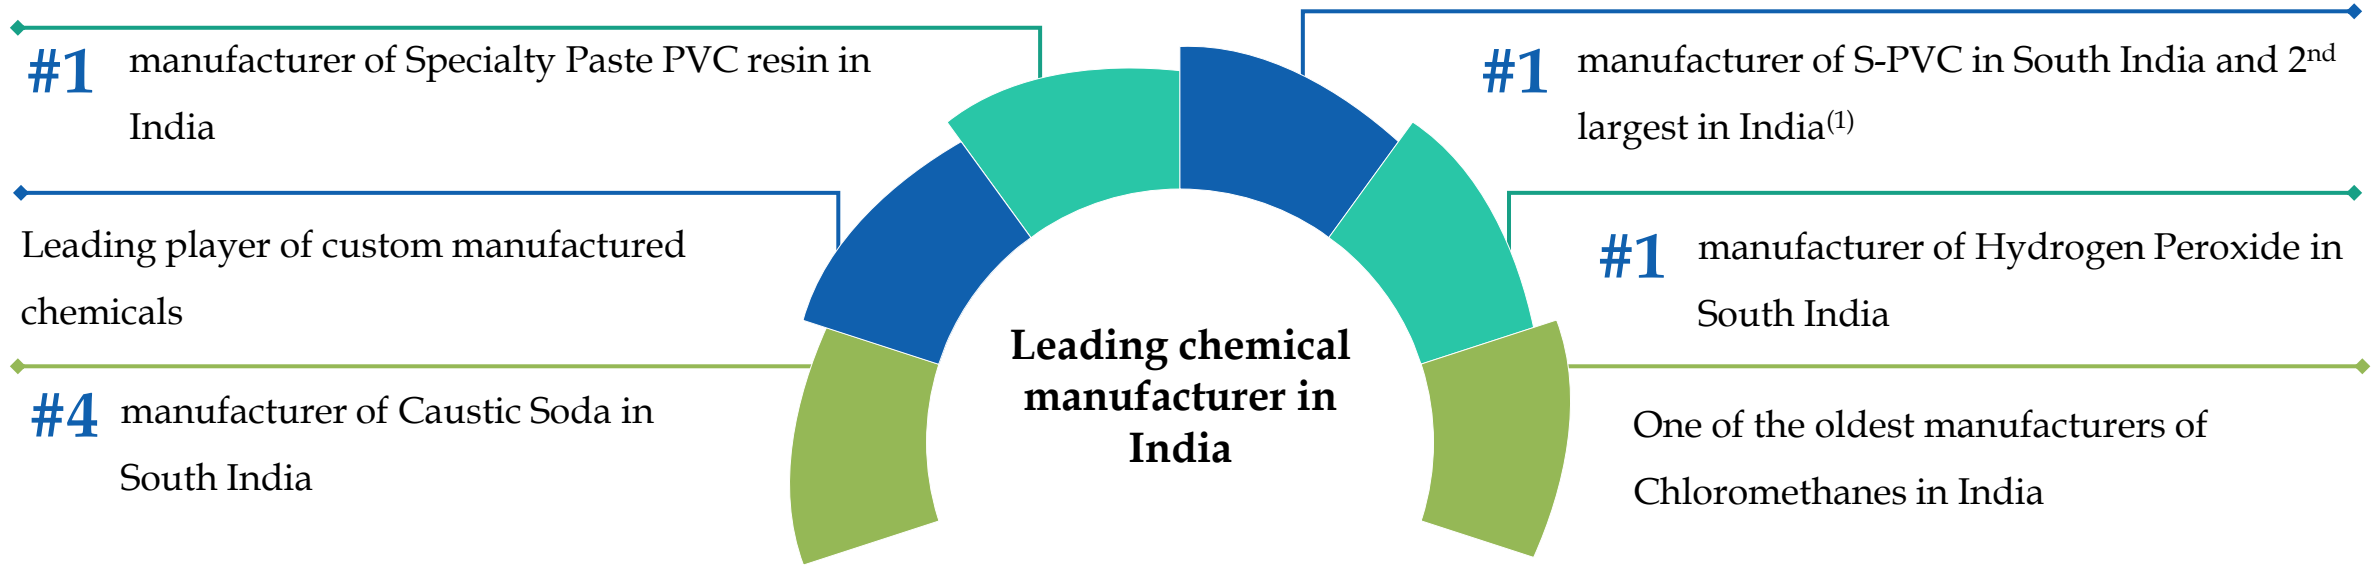 #1 manufacturer of Specialty Paste PVC resin in
India
Leading player of custom manufactured
chemicals
#4 manufacturer of Caustic Soda in
South India
Leading chemical
manufacturer in
India
#1 manufacturer of S-PVC in South India and 2nd
largest in India(1)
#1 manufacturer of Hydrogen Peroxide in
South India
One of the oldest manufacturers of
Chloromethanes in India